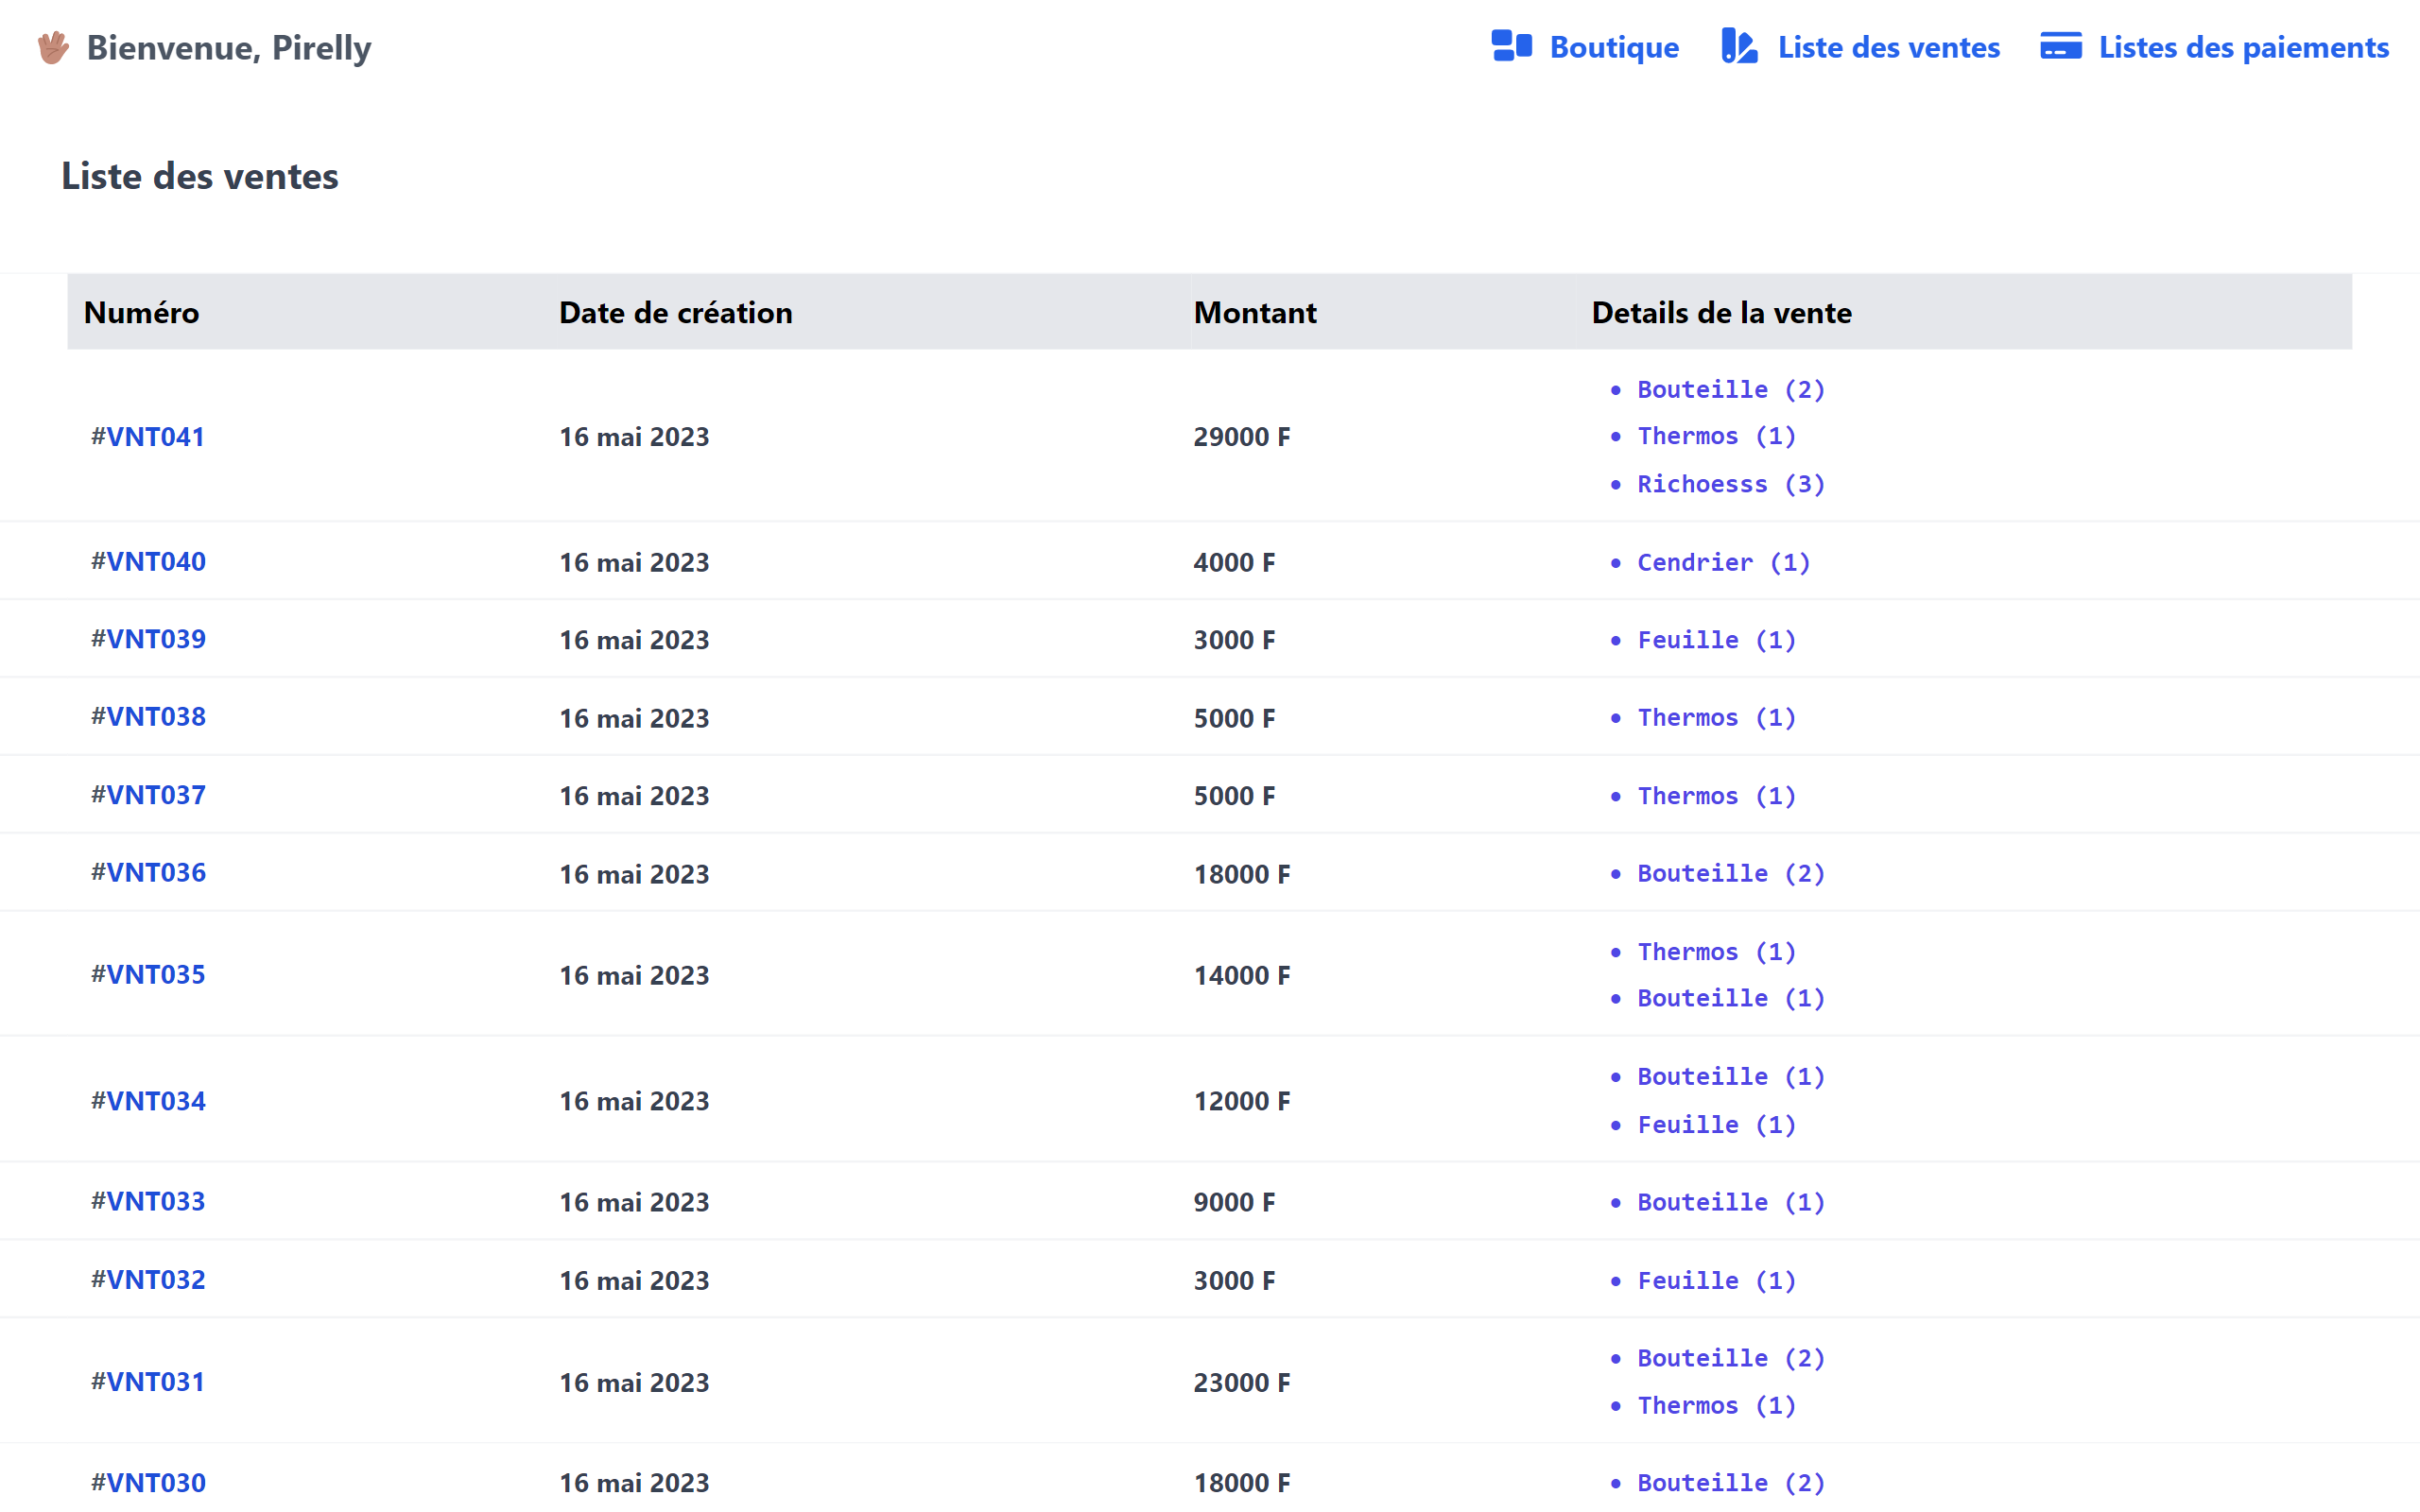 Bienvenue, Pirelly
Boutique
Liste des ventes
Listes des paiements
Liste des ventes
Numéro Date de création Montant Details de la vente
#VNT041 16 mai 2023 29000 F
• Bouteille (2)
• Thermos (1)
• Richoesss (3)
#VNT040 16 mai 2023 4000 F • Cendrier (1)
#VNT039 16 mai 2023 3000 F • Feuille (1)
#VNT038 16 mai 2023 5000 F • Thermos (1)
#VNT037 16 mai 2023 5000 F • Thermos (1)
#VNT036 16 mai 2023 18000 F • Bouteille (2)
#VNT035 16 mai 2023 14000 F
• Thermos (1)
• Bouteille (1)
#VNT034 16 mai 2023 12000 F
• Bouteille (1)
• Feuille (1)
#VNT033 16 mai 2023 9000 F • Bouteille (1)
#VNT032 16 mai 2023 3000 F • Feuille (1)
#VNT031 16 mai 2023 23000 F
• Bouteille (2)
• Thermos (1)
#VNT030 16 mai 2023 18000 F • Bouteille (2)